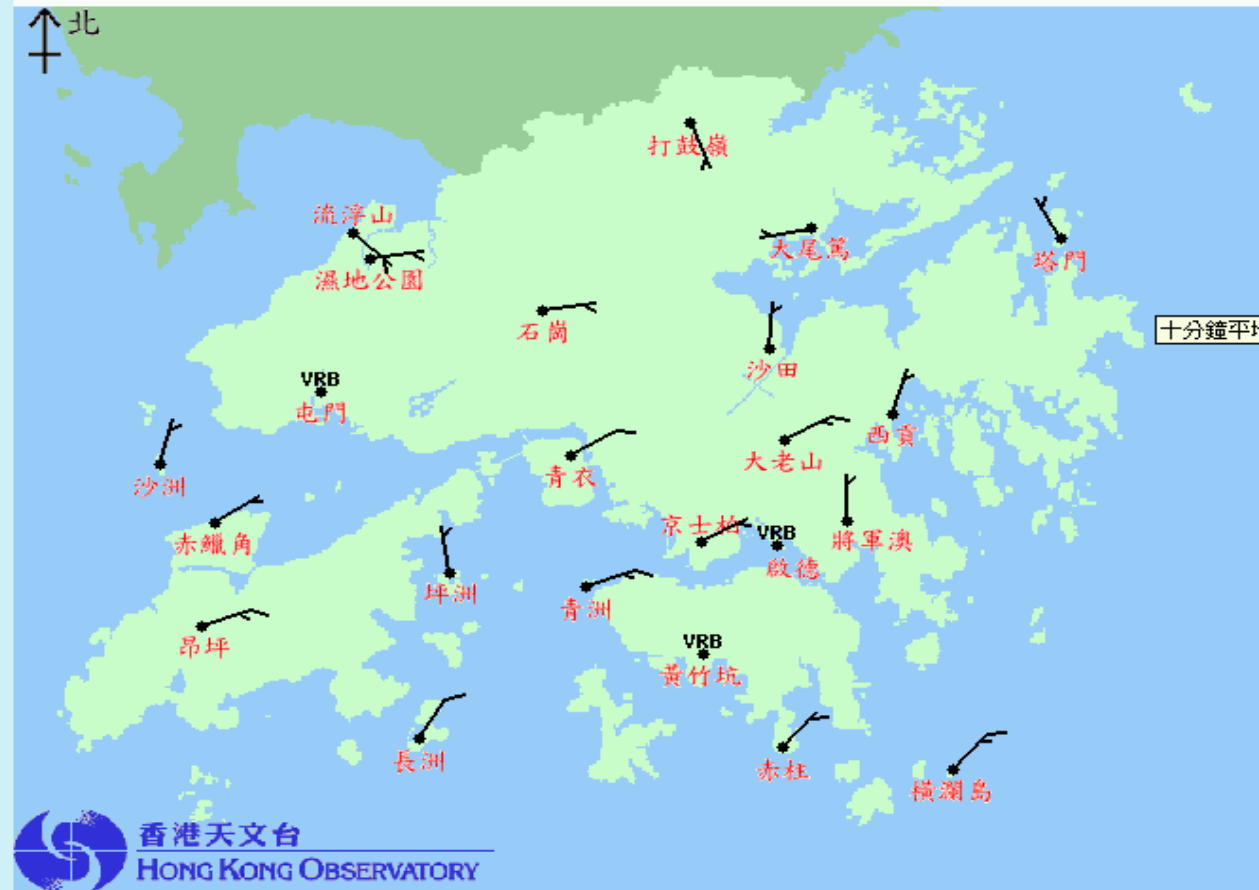 北
打鼓嶺
流浮山
大尾篤
塔門
濕地公園
石崗
十分鐘平均
沙田
VRB
屯門
西貢
大老山
沙洲
青衣
京士柏
VRB
將軍澳
赤鱲角
啟德
坪洲
青洲
昂坪
VRB
黃竹坑
長洲
赤柱
橫瀾島
香港天文台
HONG KONG OBSERVATORY